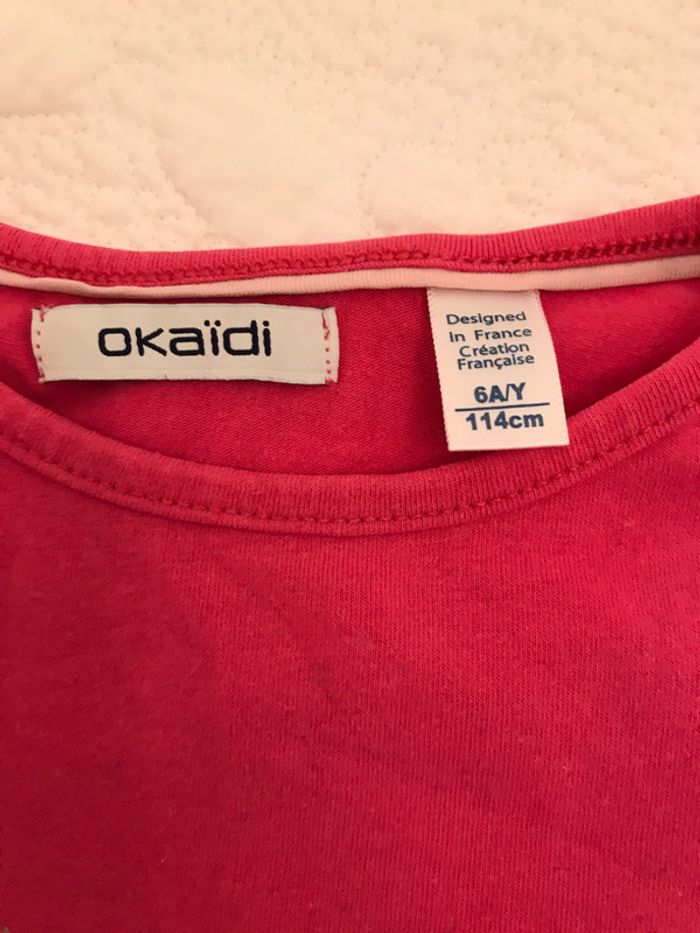 okaïdi
Designed
in France
Création
Française
6A/Y
114cm